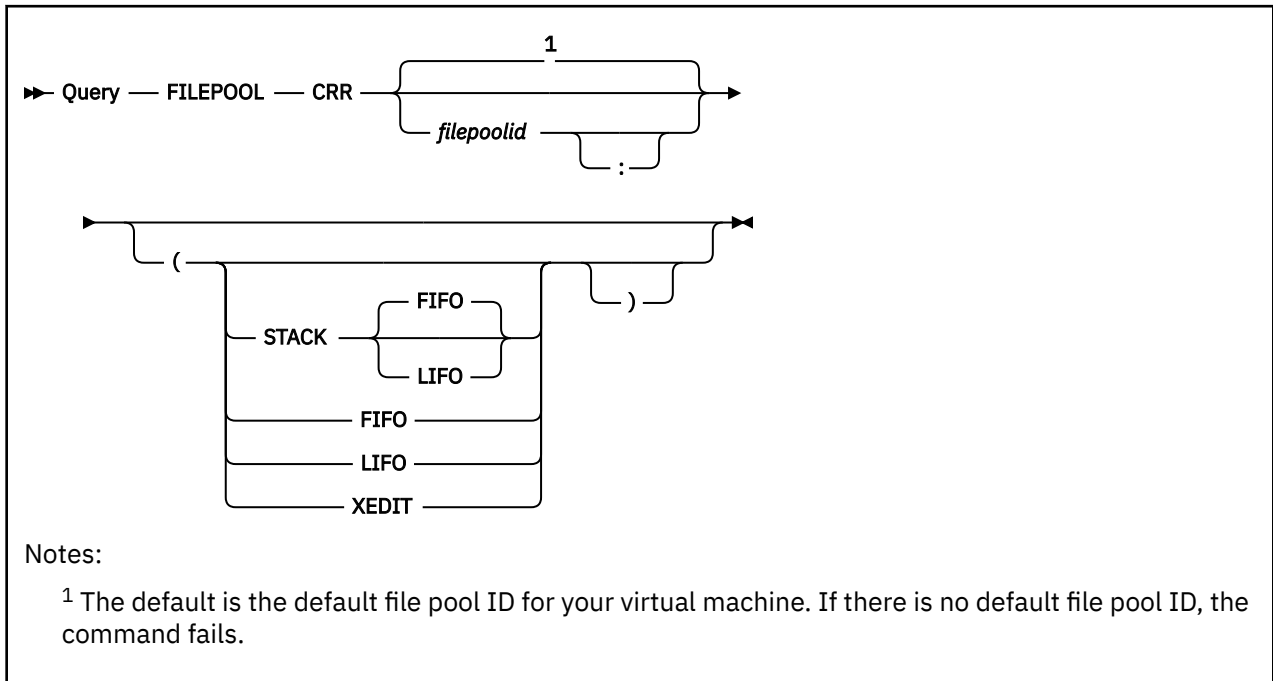 1
Query FILEPOOL CRR
filepoolid
:
(
FIFO
)
STACK
LIFO
FIFO
LIFO
XEDIT
Notes:
1 The default is the default file pool ID for your virtual machine. If there is no default file pool ID, the
command fails.